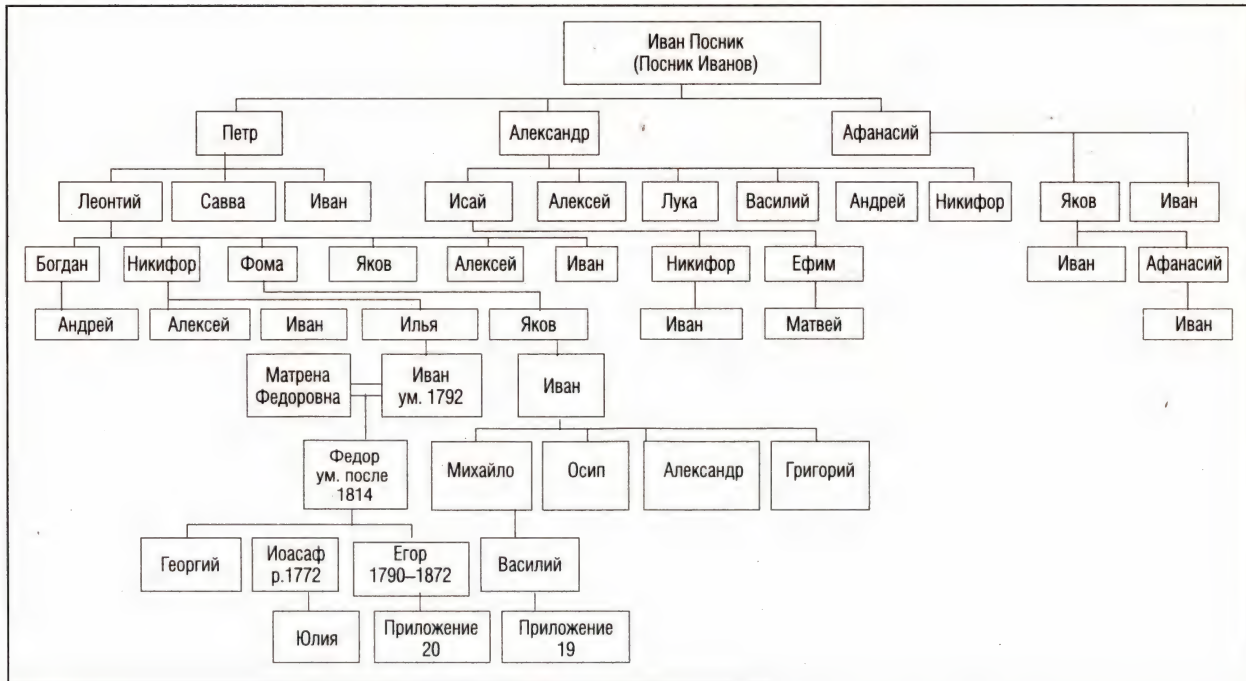 Иван Посник
(Посник Иванов)
Петр
Александр
Афанасий
Леонтий
Савва
Иван
Исай
Алексей
Лука
Василий
Андрей
Никифор
Яков
Иван
Богдан
Никифор
Фома
Яков
Алексей
Иван
Никифор
Ефим
Иван
Афанасий
Андрей
Алексей
Иван
Илья
Яков
Иван
Матвей
Иван
Матрена
Федоровна
Иван
ум. 1792
Иван
Федор
ум. после
1814
Михайло
Осип
Александр
Григорий
Георгий
Иоасаф
р.1772
Егор
1790–1872
Василий
Юлия
Приложение
20
Приложение
19